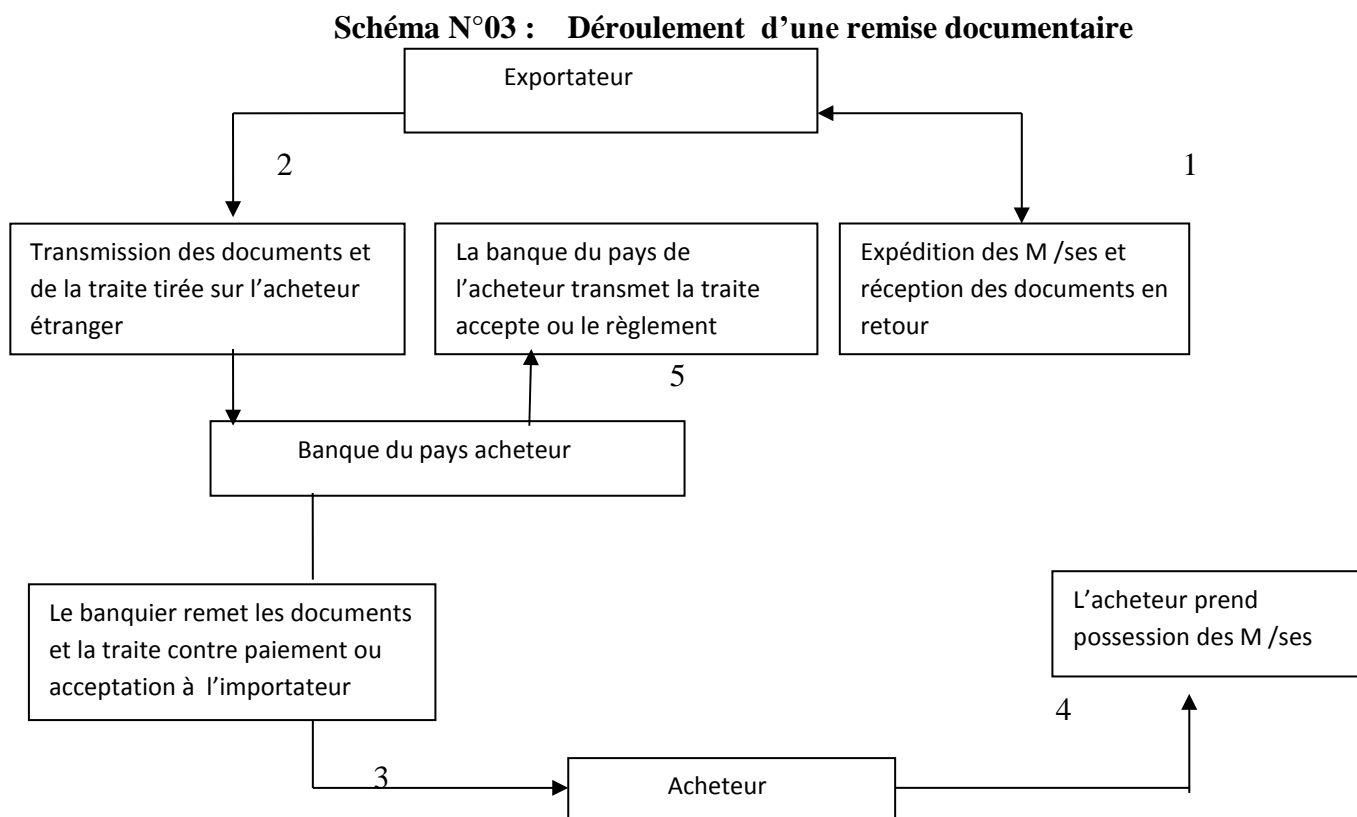 Schéma N°03 : Déroulement d’une remise documentaire
Exportateur
2
1
Transmission des documents et
de la traite tirée sur l’acheteur
étranger
La banque du pays de
l’acheteur transmet la traite
accepte ou le règlement
Expédition des M /ses et
réception des documents en
retour
5
Banque du pays acheteur
Le banquier remet les documents
et la traite contre paiement ou
acceptation à l’importateur
L’acheteur prend
possession des M /ses
4
3
Acheteur